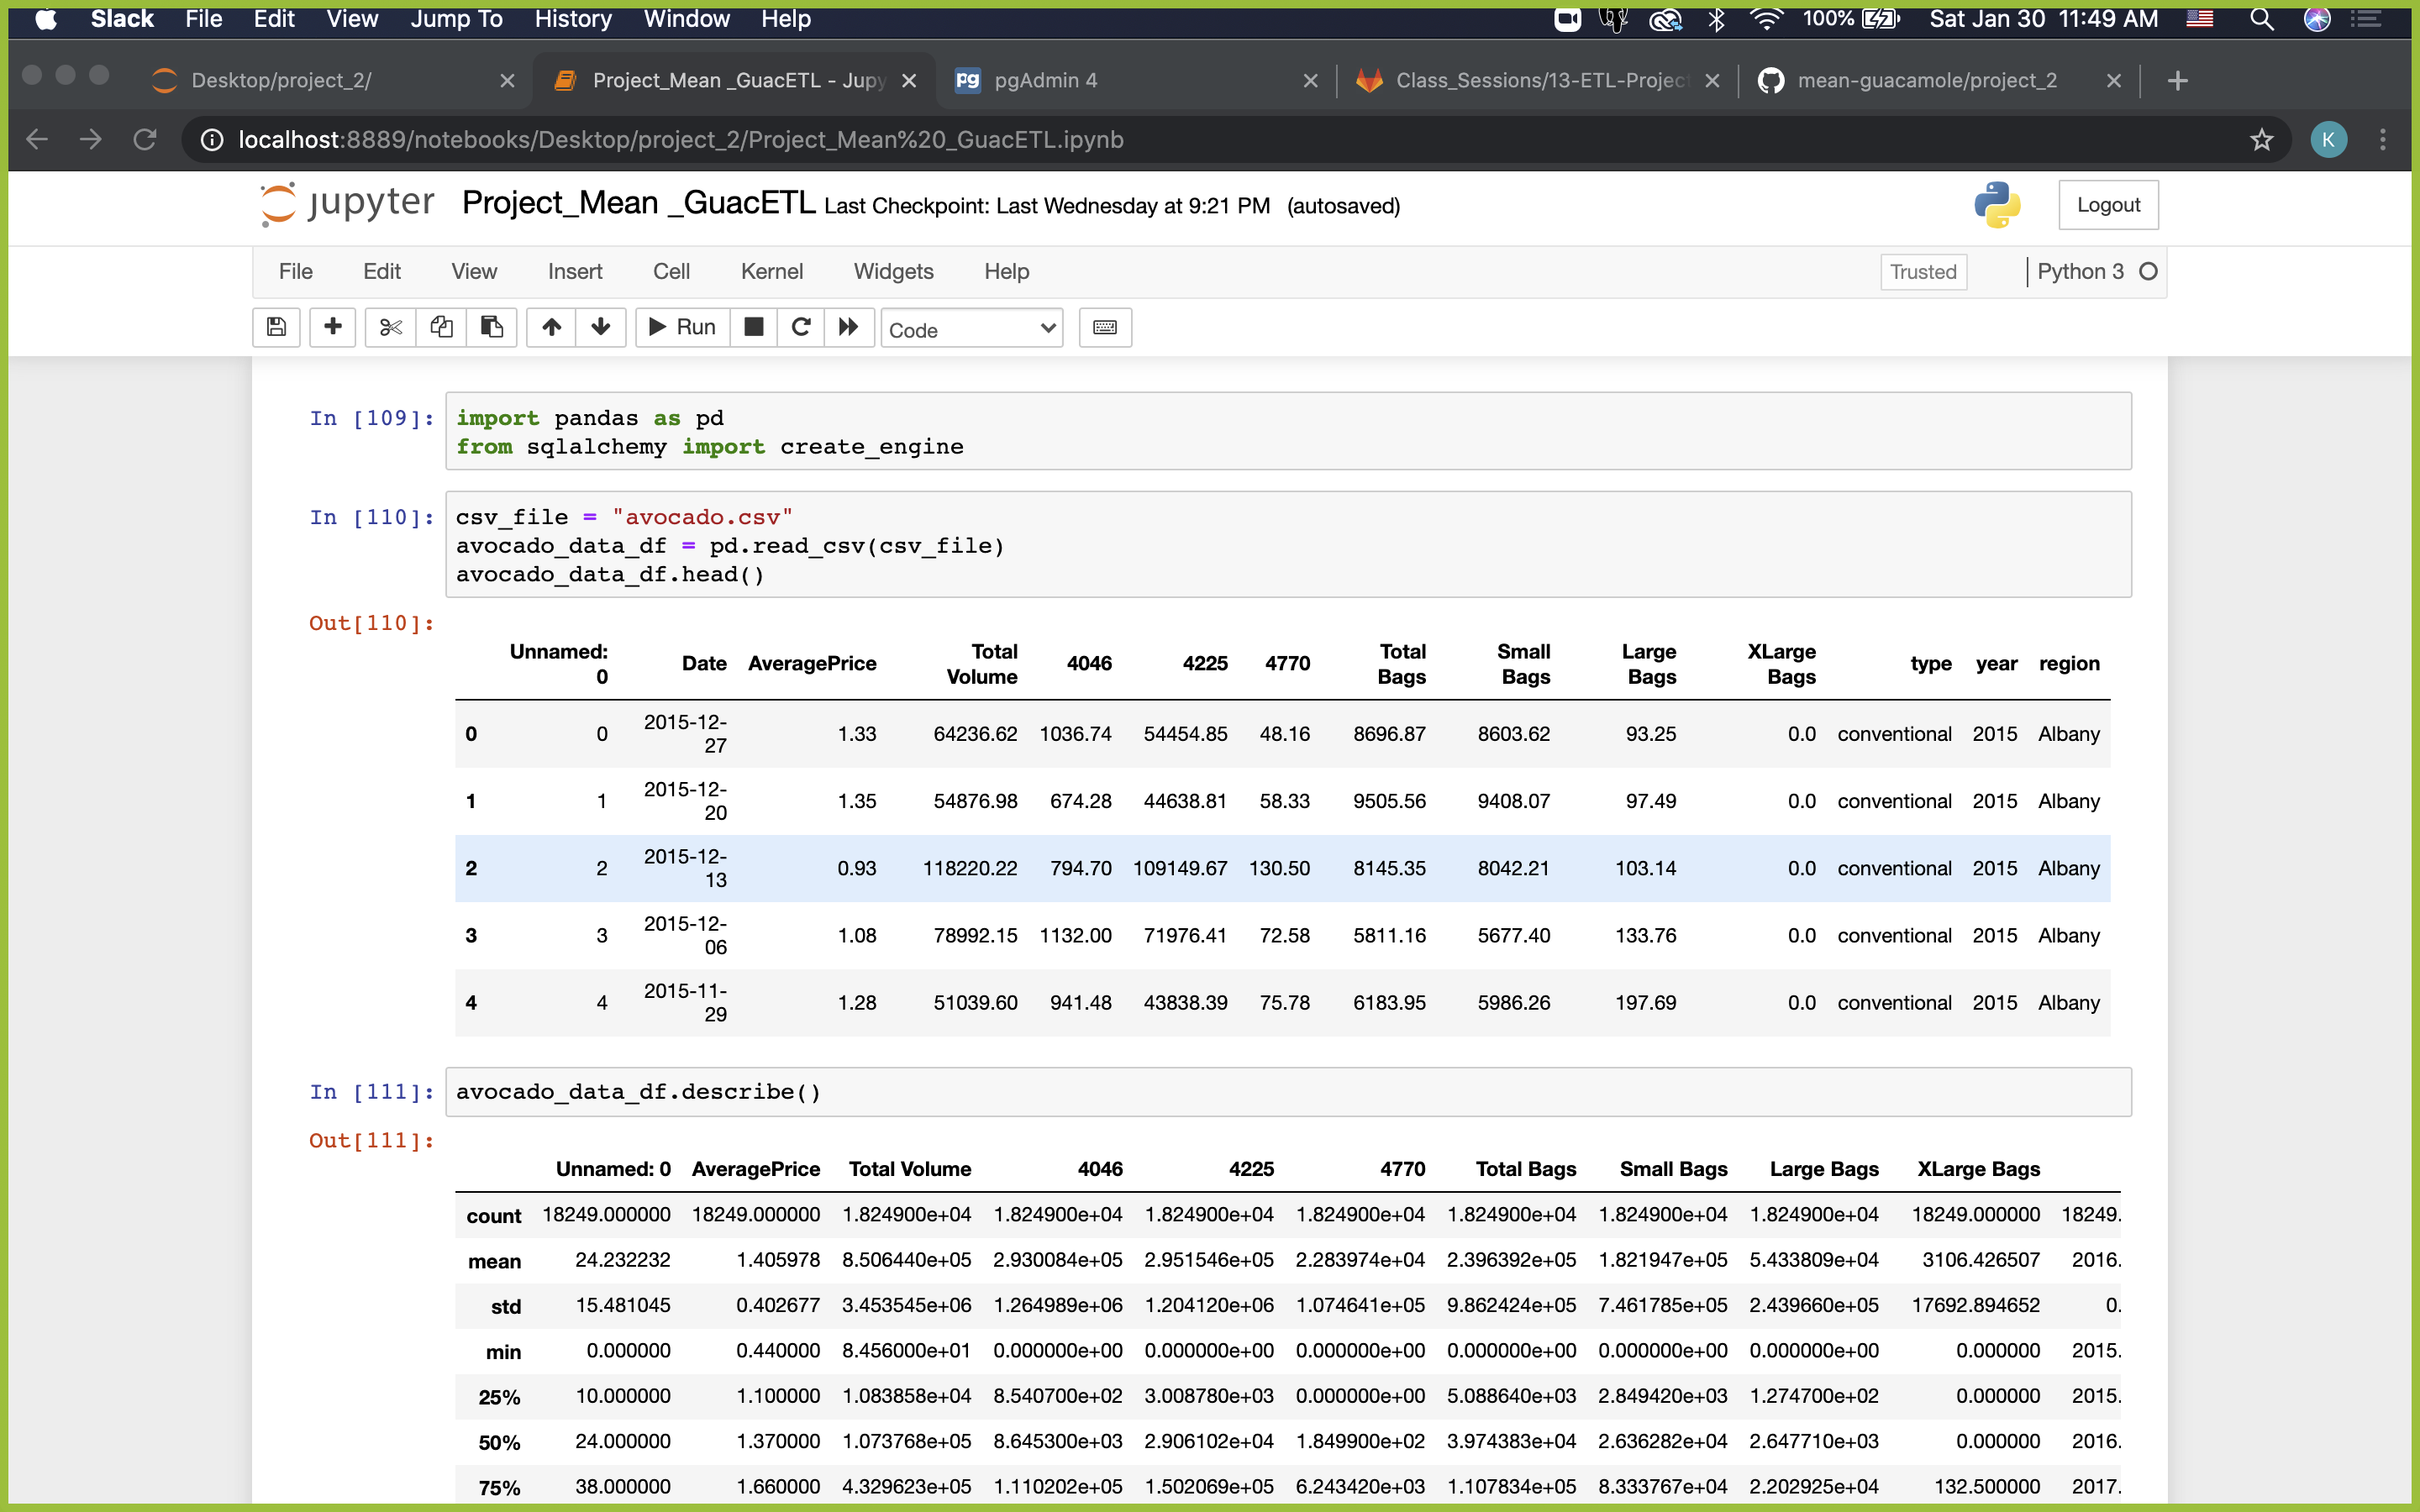 Slack File Edit View Jump To History Window Help 100% Sat Jan 30 11:49 AM
Desktop/project_2/ Project_Mean _GuacETL - Jupy pgAdmin 4 Class_Sessions/13-ETL-Project mean-guacamole/project_2
localhost:8889/notebooks/Desktop/project_2/Project_Mean%20_GuacETL.ipynb K
jupyter Project_Mean _GuacETL Last Checkpoint: Last Wednesday at 9:21 PM (autosaved) Logout
File Edit View Insert Cell Kernel Widgets Help Trusted Python 3
Run Code
In [109]: import pandas as pd
from sqlalchemy import create_engine
In [110]: csv_file = "avocado.csv"
avocado_data_df = pd.read_csv(csv_file)
avocado_data_df.head()
Out[110]:
Unnamed: 0 Date AveragePrice Total Volume 4046 4225 4770 Total Bags Small Bags Large Bags XLarge Bags type year region
0 0 2015-12-27 1.33 64236.62 1036.74 54454.85 48.16 8696.87 8603.62 93.25 0.0 conventional 2015 Albany
1 1 2015-12-20 1.35 54876.98 674.28 44638.81 58.33 9505.56 9408.07 97.49 0.0 conventional 2015 Albany
2 2 2015-12-13 0.93 118220.22 794.70 109149.67 130.50 8145.35 8042.21 103.14 0.0 conventional 2015 Albany
3 3 2015-12-06 1.08 78992.15 1132.00 71976.41 72.58 5811.16 5677.40 133.76 0.0 conventional 2015 Albany
4 4 2015-11-29 1.28 51039.60 941.48 43838.39 75.78 6183.95 5986.26 197.69 0.0 conventional 2015 Albany
In [111]: avocado_data_df.describe()
Out[111]:
Unnamed: 0 AveragePrice Total Volume 4046 4225 4770 Total Bags Small Bags Large Bags XLarge Bags
count 18249.000000 18249.000000 1.824900e+04 1.824900e+04 1.824900e+04 1.824900e+04 1.824900e+04 1.824900e+04 1.824900e+04 18249.000000 18249.
mean 24.232232 1.405978 8.506440e+05 2.930084e+05 2.951546e+05 2.283974e+04 2.396392e+05 1.821947e+05 5.433809e+04 3106.426507 2016.
std 15.481045 0.402677 3.453545e+06 1.264989e+06 1.204120e+06 1.074641e+05 9.862424e+05 7.461785e+05 2.439660e+05 17692.894652 0.
min 0.000000 0.440000 8.456000e+01 0.000000e+00 0.000000e+00 0.000000e+00 0.000000e+00 0.000000e+00 0.000000e+00 0.000000 2015.
25% 10.000000 1.100000 1.083858e+04 8.540700e+02 3.008780e+03 0.000000e+00 5.088640e+03 2.849420e+03 1.274700e+02 0.000000 2015.
50% 24.000000 1.370000 1.073768e+05 8.645300e+03 2.906102e+04 1.849900e+02 3.974383e+04 2.636282e+04 2.647710e+03 0.000000 2016.
75% 38.000000 1.660000 4.329623e+05 1.110202e+05 1.502069e+05 6.243420e+03 1.107834e+05 8.333767e+04 2.202925e+04 132.500000 2017.